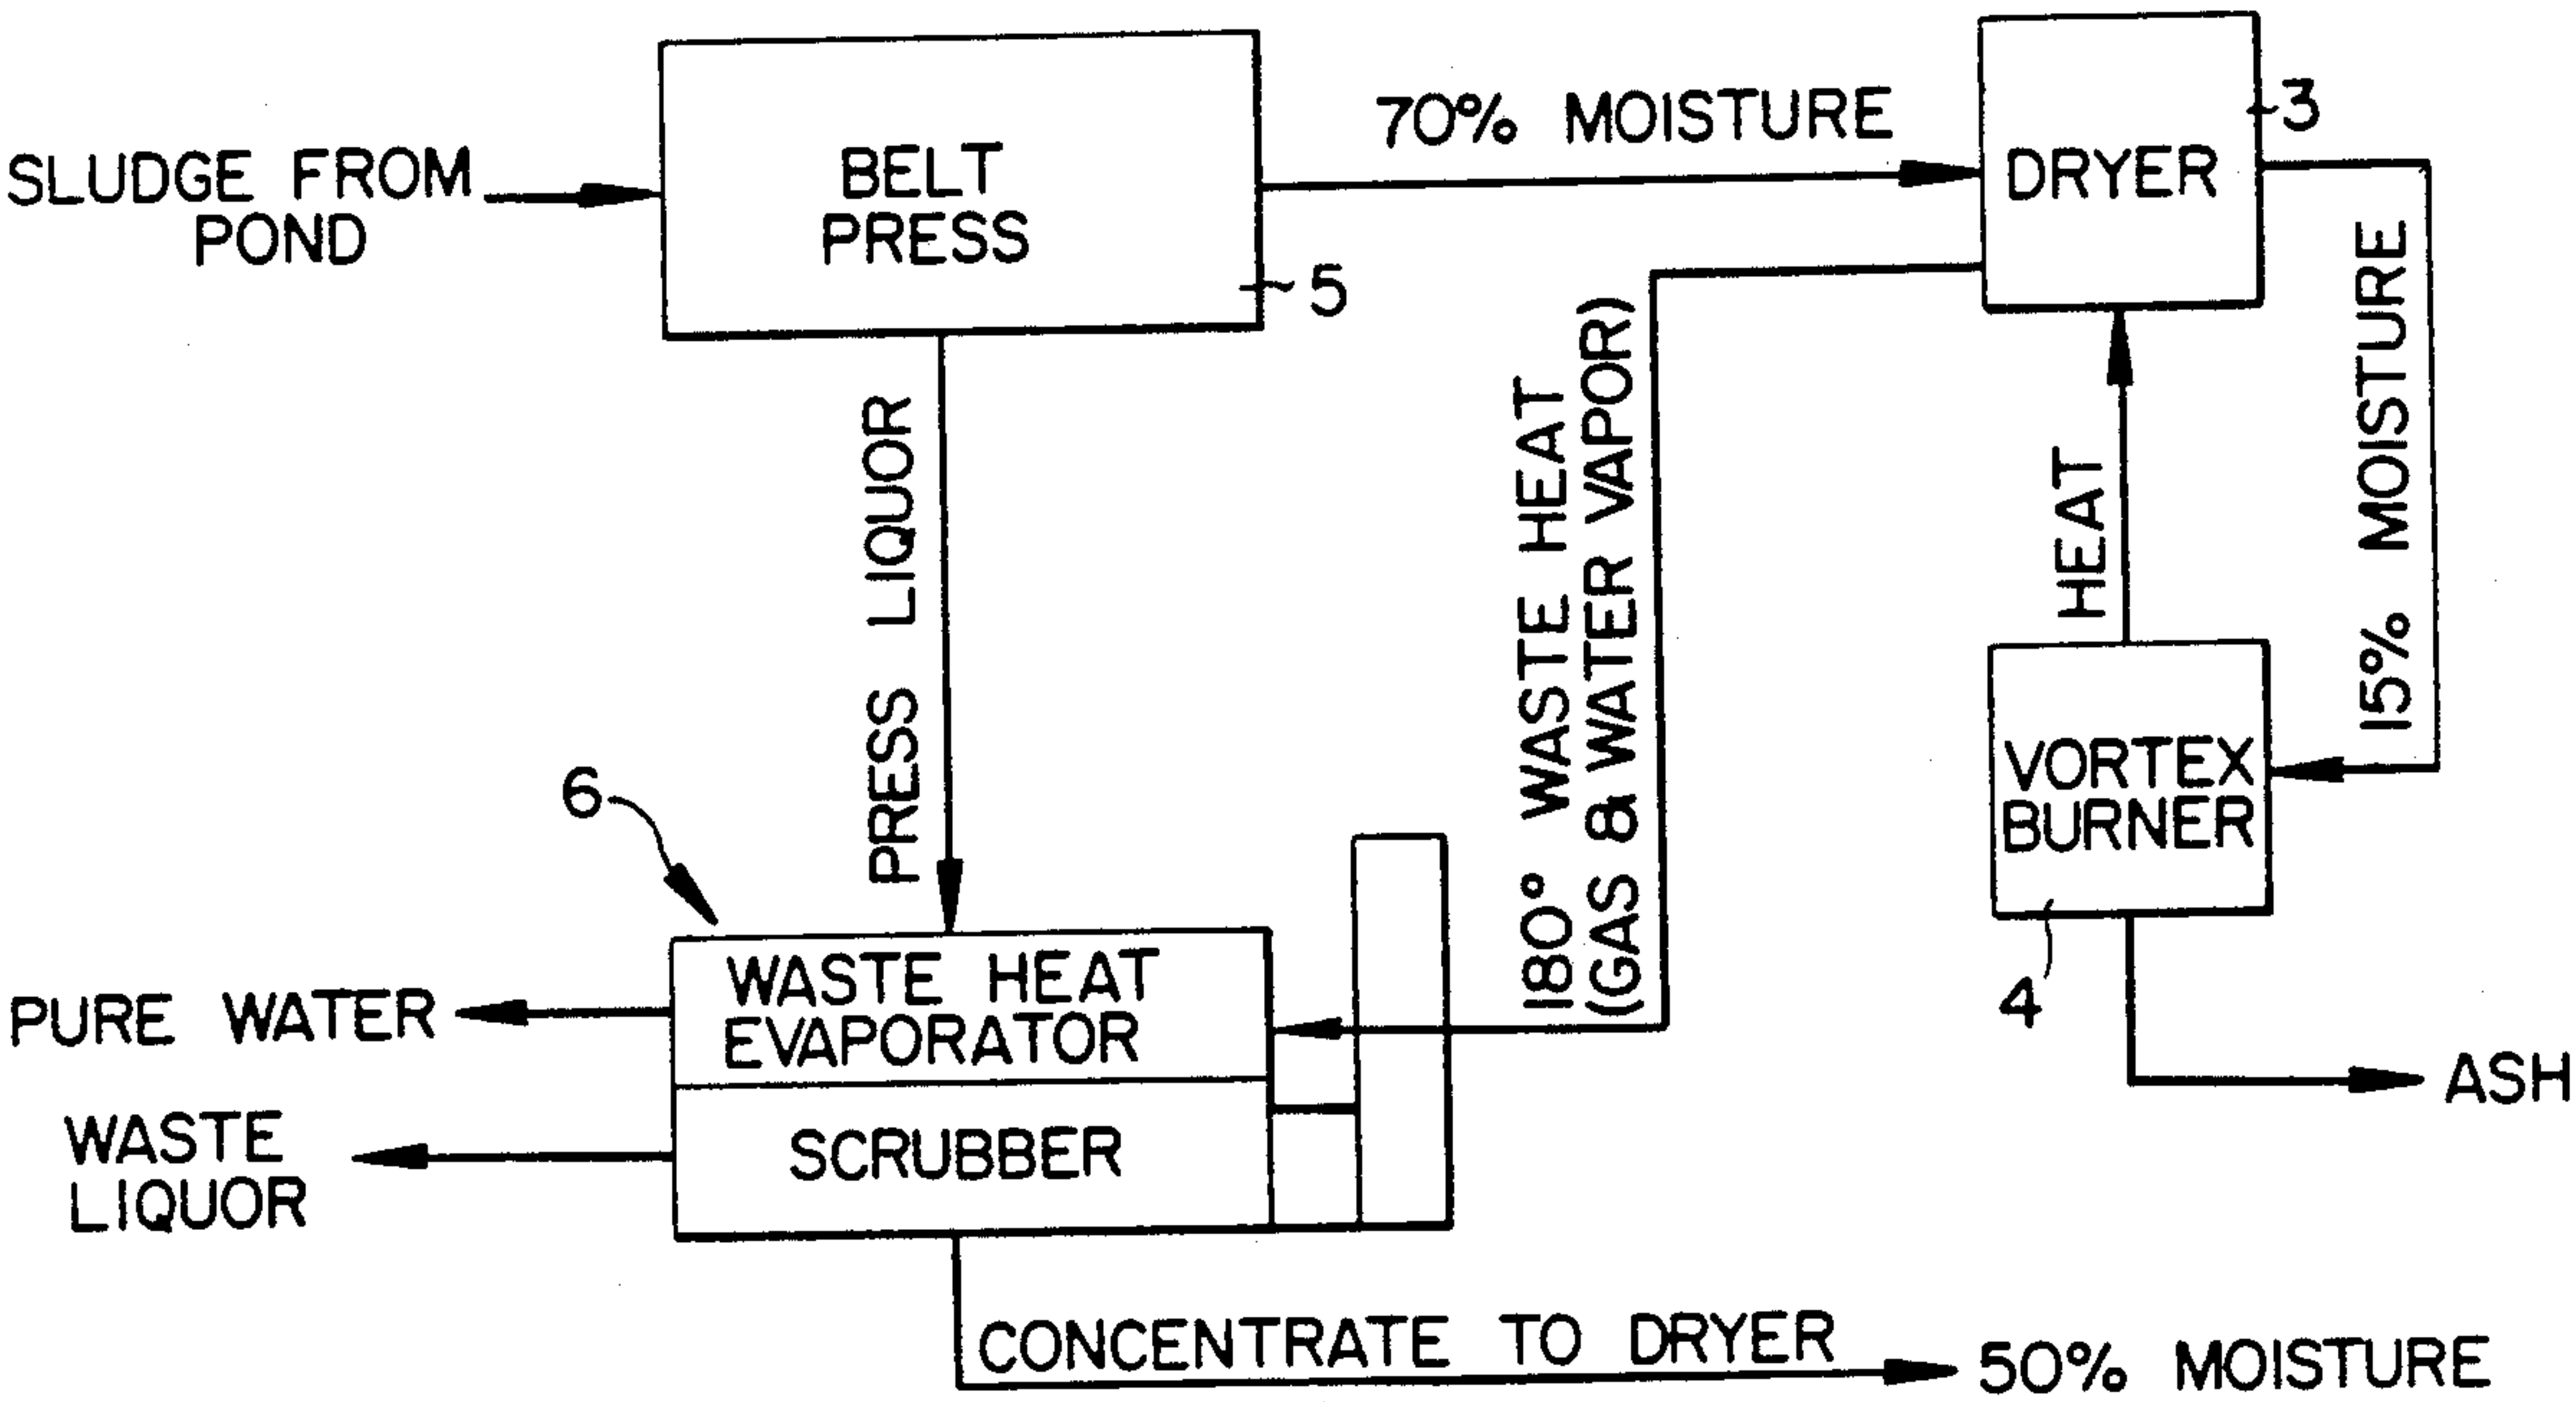 SLUDGE FROM
POND
BELT
PRESS
5
70% MOISTURE
DRYER
3
15% MOISTURE
HEAT
VORTEX
BURNER
4
ASH
180° WASTE HEAT
(GAS & WATER VAPOR)
PRESS LIQUOR
6
WASTE HEAT
EVAPORATOR
SCRUBBER
PURE WATER
WASTE
LIQUOR
CONCENTRATE TO DRYER
50% MOISTURE